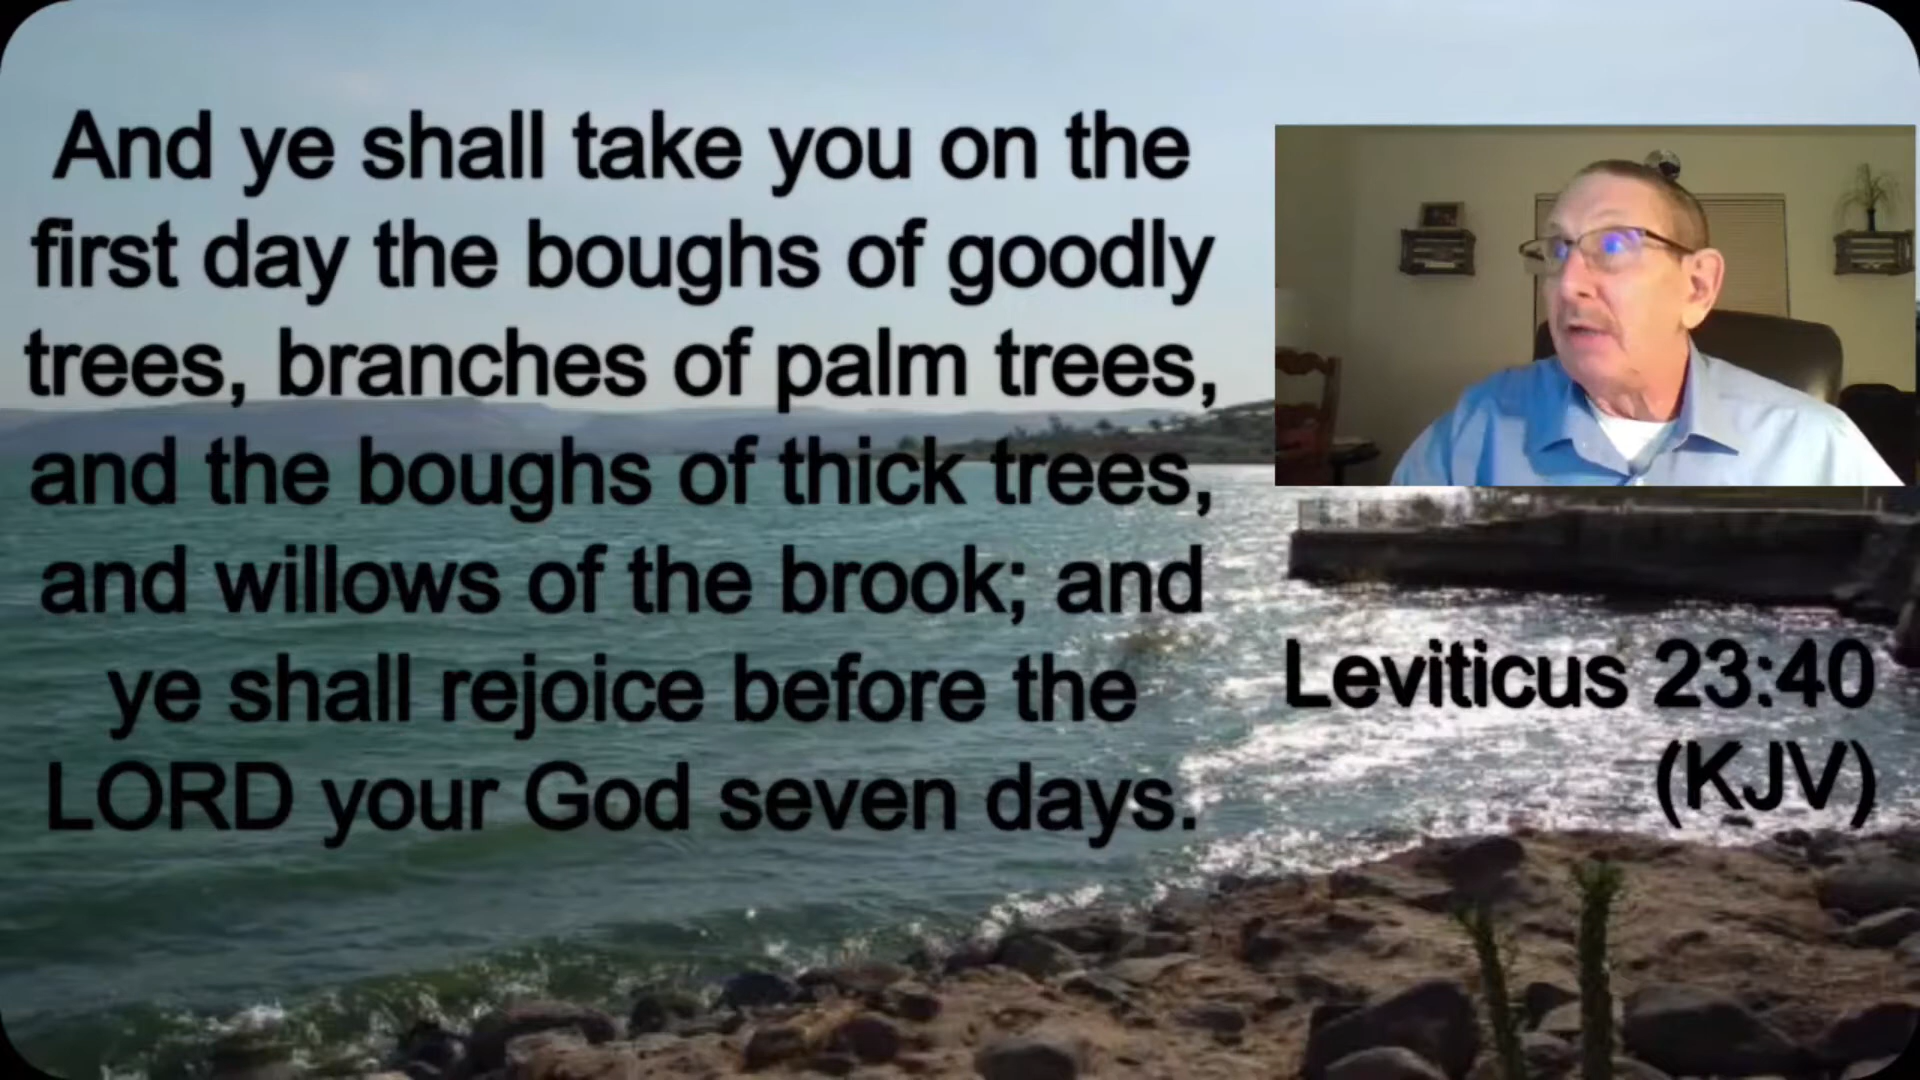 And ye shall take you on the
first day the boughs of goodly
trees, branches of palm trees,
and the boughs of thick trees,
and willows of the brook; and
ye shall rejoice before the
LORD your God seven days.
Leviticus 23:40
(KJV)